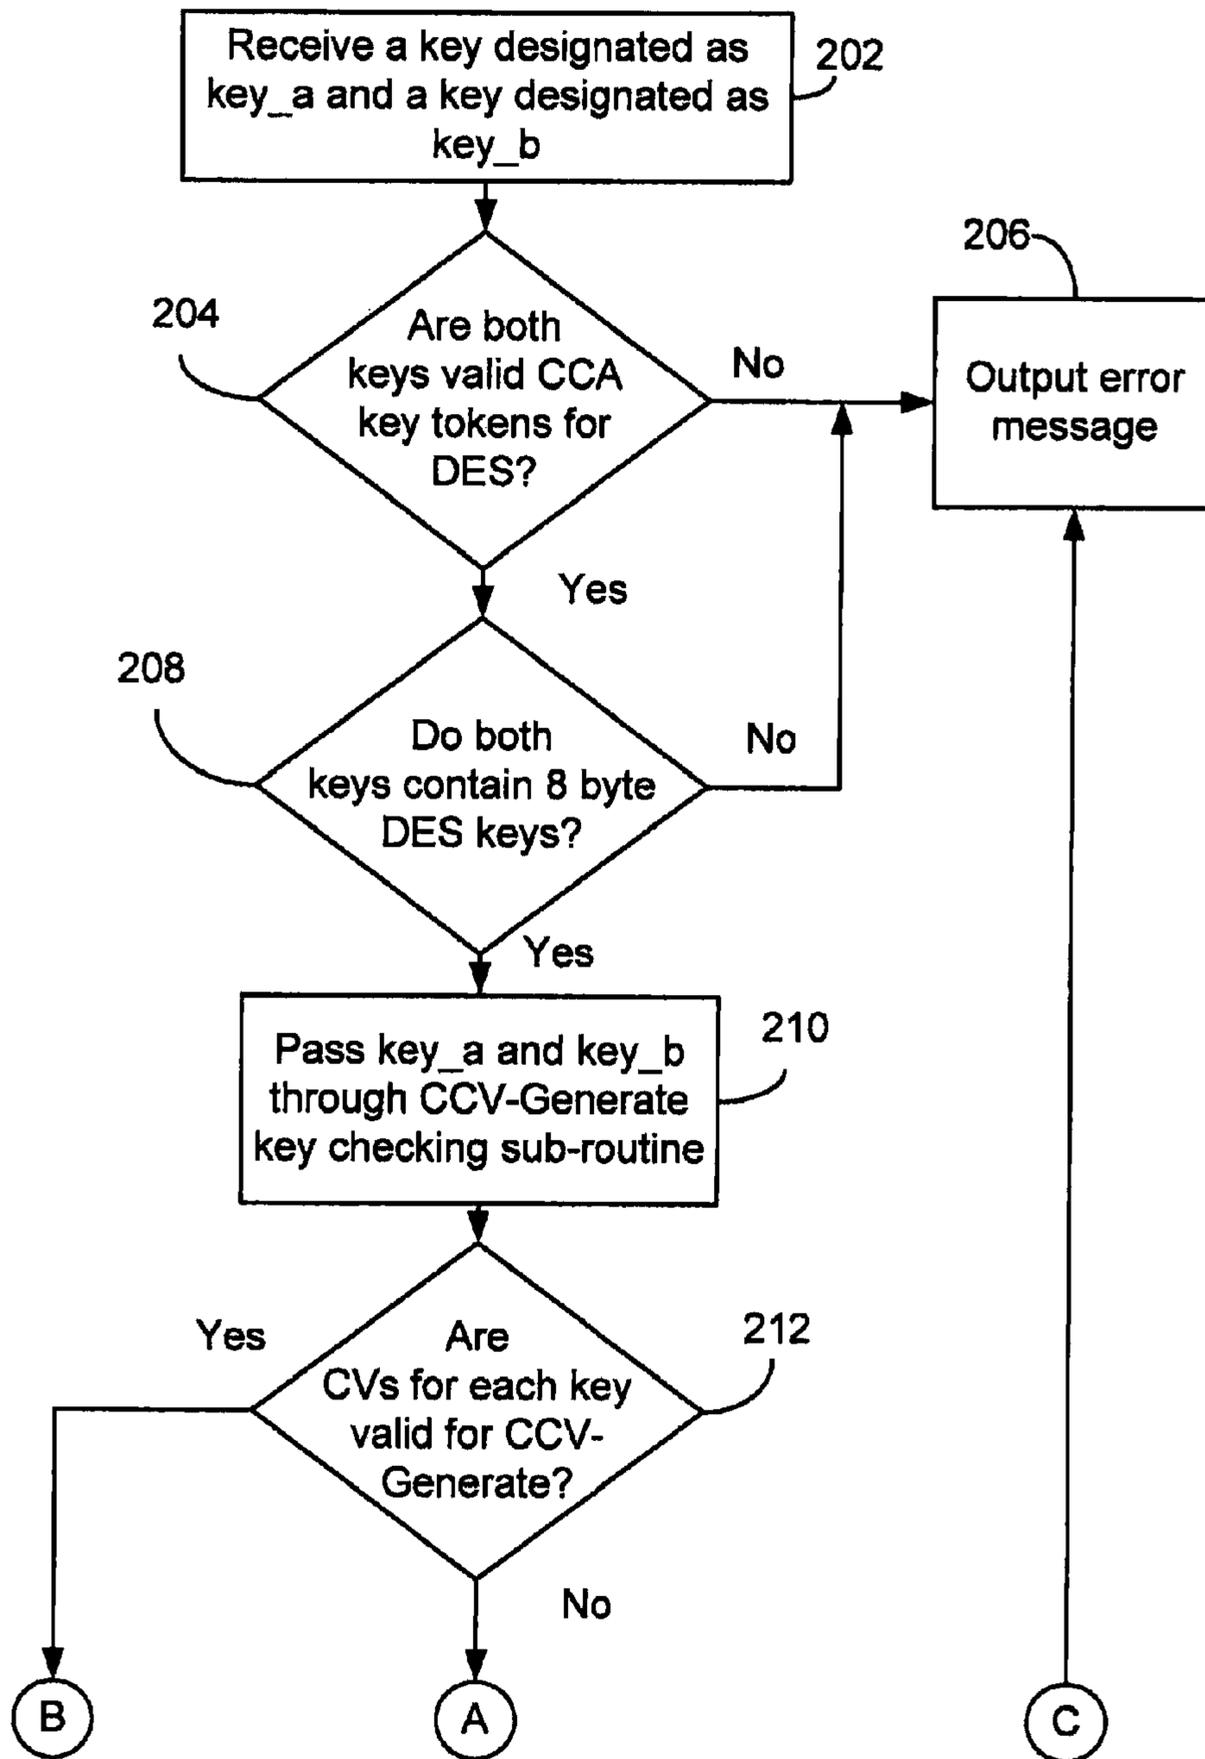 Receive a key designated as
key_a and a key designated as
key_b
202
206
204
Are both
keys valid CCA
key tokens for
DES?
No
Output error
message
Yes
208
Do both
keys contain 8 byte
DES keys?
No
Yes
Pass key_a and key_b
through CCV-Generate
key checking sub-routine
210
Yes
Are
CVs for each key
valid for CCV-
Generate?
212
No
B
A
C